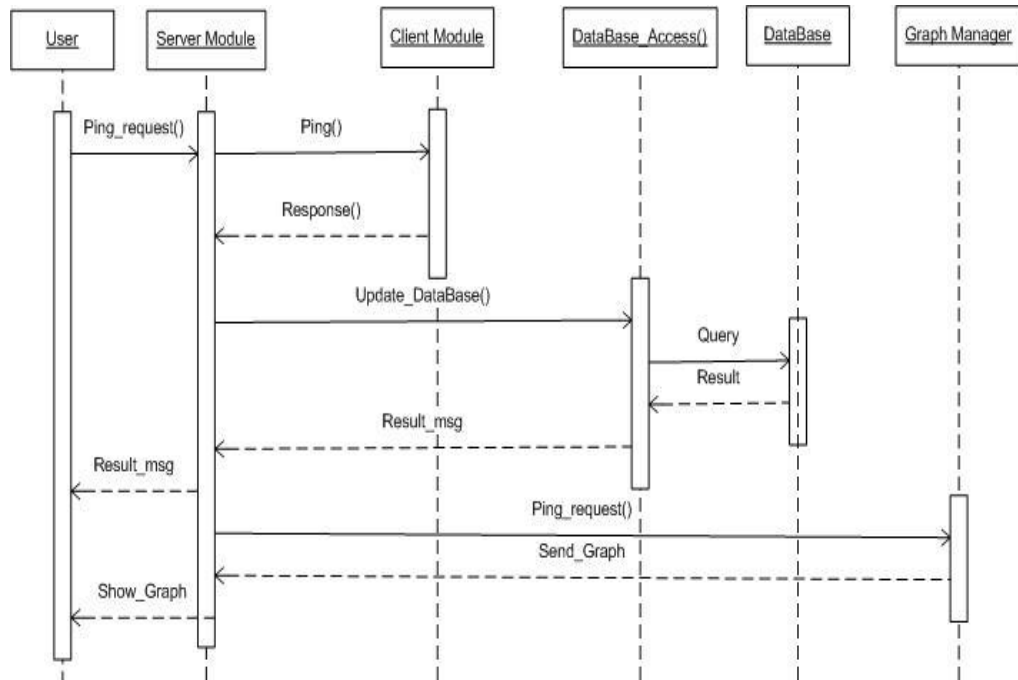 User
Server Module
Client Module
DataBase_Access()
DataBase
Graph Manager
Ping_request()
Ping()
Response()
Update_DataBase()
Query
Result
Result_msg
Result_msg
Ping_request()
Send_Graph
Show_Graph